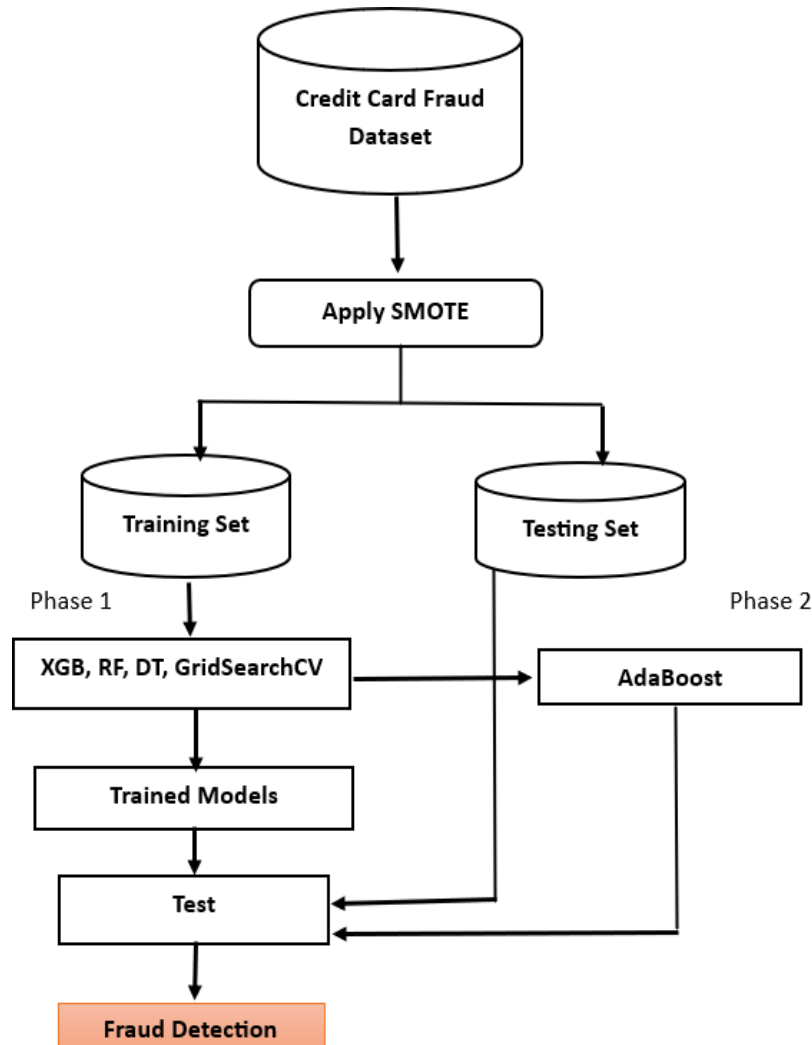 Credit Card Fraud
Dataset
Apply SMOTE
Training Set
Testing Set
Phase 1
Phase 2
XGB, RF, DT, GridSearchCV
AdaBoost
Trained Models
Test
Fraud Detection